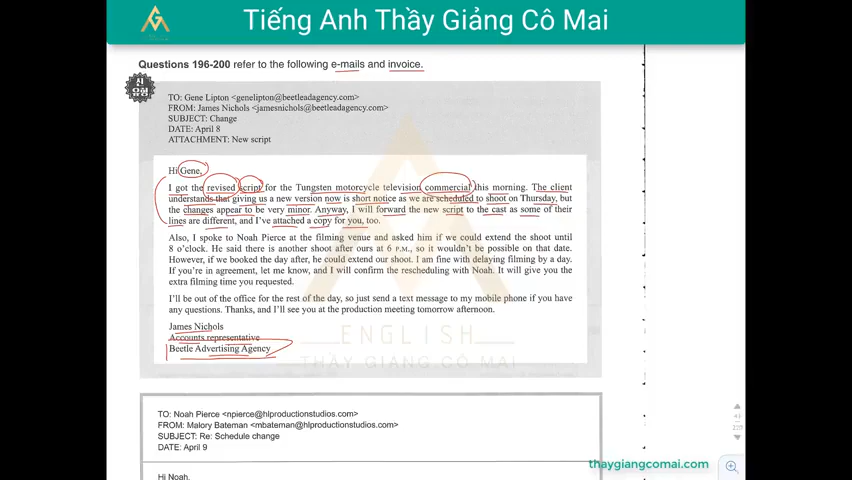 Tiếng Anh Thầy Giảng Cô Mai
Questions 196-200 refer to the following e-mails and invoice.
신
유형
TO: Gene Lipton <genelipton@beetleadagency.com>
FROM: James Nichols <jamesnichols@beetleadagency.com>
SUBJECT: Change
DATE: April 8
ATTACHMENT: New script
Hi Gene,
I got the revised script for the Tungsten motorcycle television commercial this morning. The client
understands that giving us a new version now is short notice as we are scheduled to shoot on Thursday, but
the changes appear to be very minor. Anyway, I will forward the new script to the cast as some of their
lines are different, and I've attached a copy for you, too.
Also, I spoke to Noah Pierce at the filming venue and asked him if we could extend the shoot until
8 o'clock. He said there is another shoot after ours at 6 P.M., so it wouldn't be possible on that date.
However, if we booked the day after, he could extend our shoot. I am fine with delaying filming by a day.
If you're in agreement, let me know, and I will confirm the rescheduling with Noah. It will give you the
extra filming time you requested.
I'll be out of the office for the rest of the day, so just send a text message to my mobile phone if you have
any questions. Thanks, and I'll see you at the production meeting tomorrow afternoon.
James Nichols
Accounts representative
Beetle Advertising Agency
ENGLISH
THẦY GIẢNG CÔ MAI
TO: Noah Pierce <npierce@hlproductionstudios.com>
FROM: Malory Bateman <mbateman@hlproductionstudios.com>
SUBJECT: Re: Schedule change
DATE: April 9
Hi Noah,
thaygiangcomai.com